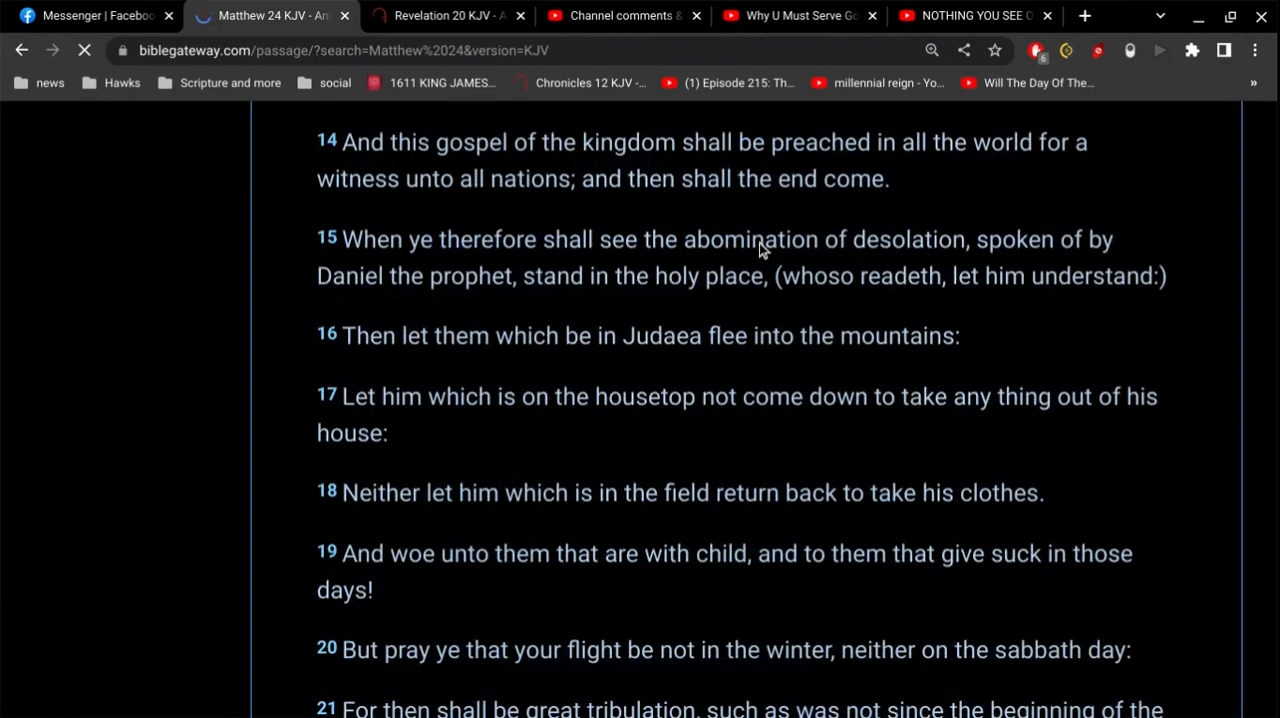 Messenger | Faceboo
Matthew 24 KJV - An
Revelation 20 KJV - A
Channel comments &
Why U Must Serve Go
NOTHING YOU SEE O
biblegateway.com/passage/?search=Matthew%2024&version=KJV
6
news
Hawks
Scripture and more
social
1611 KING JAMES...
Chronicles 12 KJV -...
(1) Episode 215: Th...
millennial reign - Yo...
Will The Day Of The...
»
14 And this gospel of the kingdom shall be preached in all the world for a
witness unto all nations; and then shall the end come.
15 When ye therefore shall see the abomination of desolation, spoken of by
Daniel the prophet, stand in the holy place, (whoso readeth, let him understand:)
16 Then let them which be in Judaea flee into the mountains:
17 Let him which is on the housetop not come down to take any thing out of his
house:
18 Neither let him which is in the field return back to take his clothes.
19 And woe unto them that are with child, and to them that give suck in those
days!
20 But pray ye that your flight be not in the winter, neither on the sabbath day:
21 For then shall be great tribulation, such as was not since the beginning of the